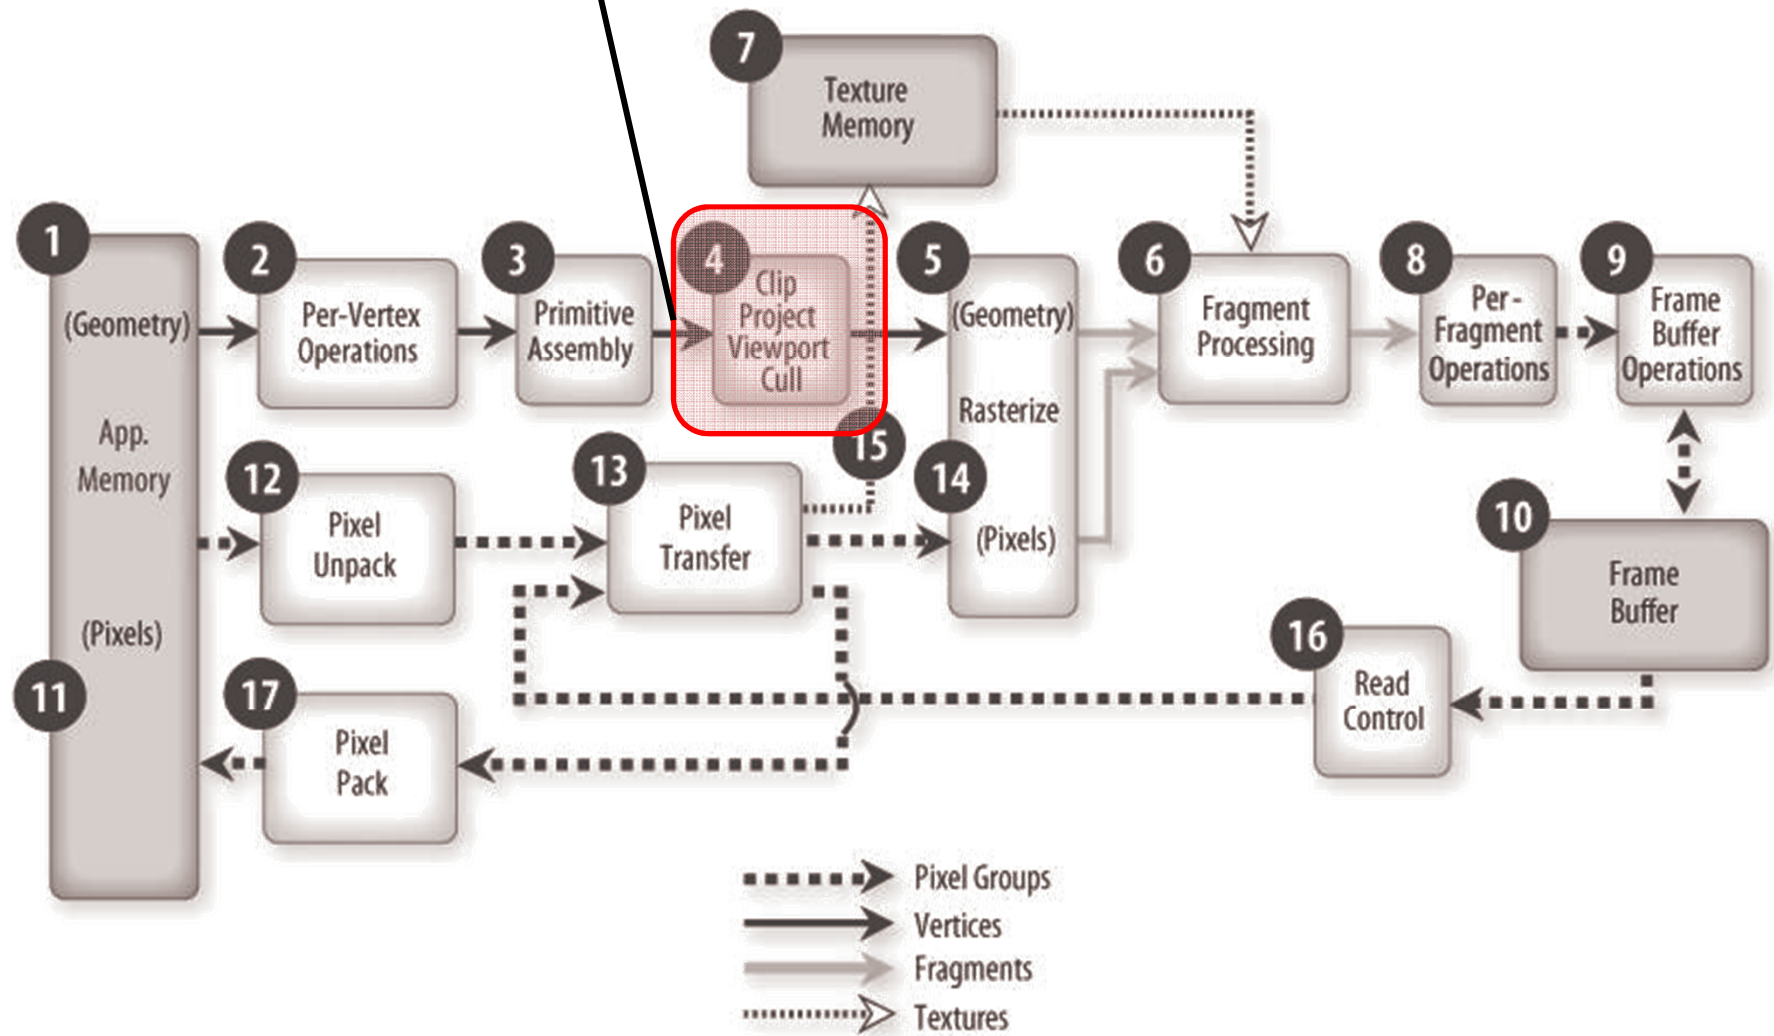 7
Texture
Memory
1
(Geometry)
App.
Memory
(Pixels)
11
2
Per-Vertex
Operations
3
Primitive
Assembly
4
Clip
Project
Viewport
Cull
15
5
(Geometry)
Rasterize
14
(Pixels)
6
Fragment
Processing
8
Per-
Fragment
Operations
9
Frame
Buffer
Operations
12
Pixel
Unpack
13
Pixel
Transfer
10
Frame
Buffer
16
Read
Control
17
Pixel
Pack
Pixel Groups
Vertices
Fragments
Textures